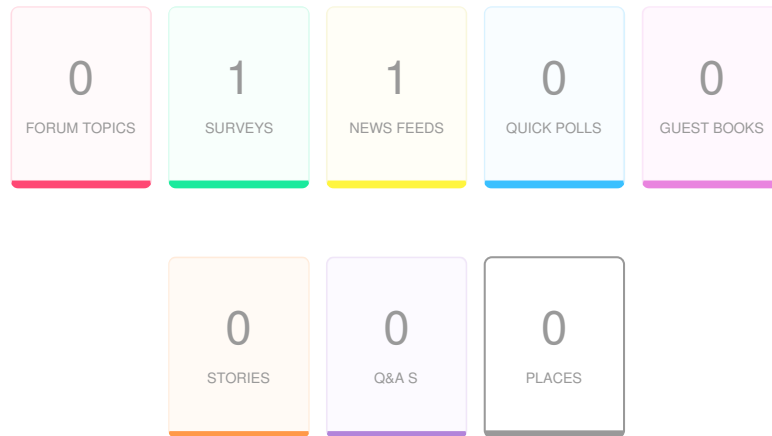 0
FORUM TOPICS
1
SURVEYS
1
NEWS FEEDS
0
QUICK POLLS
0
GUEST BOOKS
0
STORIES
0
Q&A S
0
PLACES